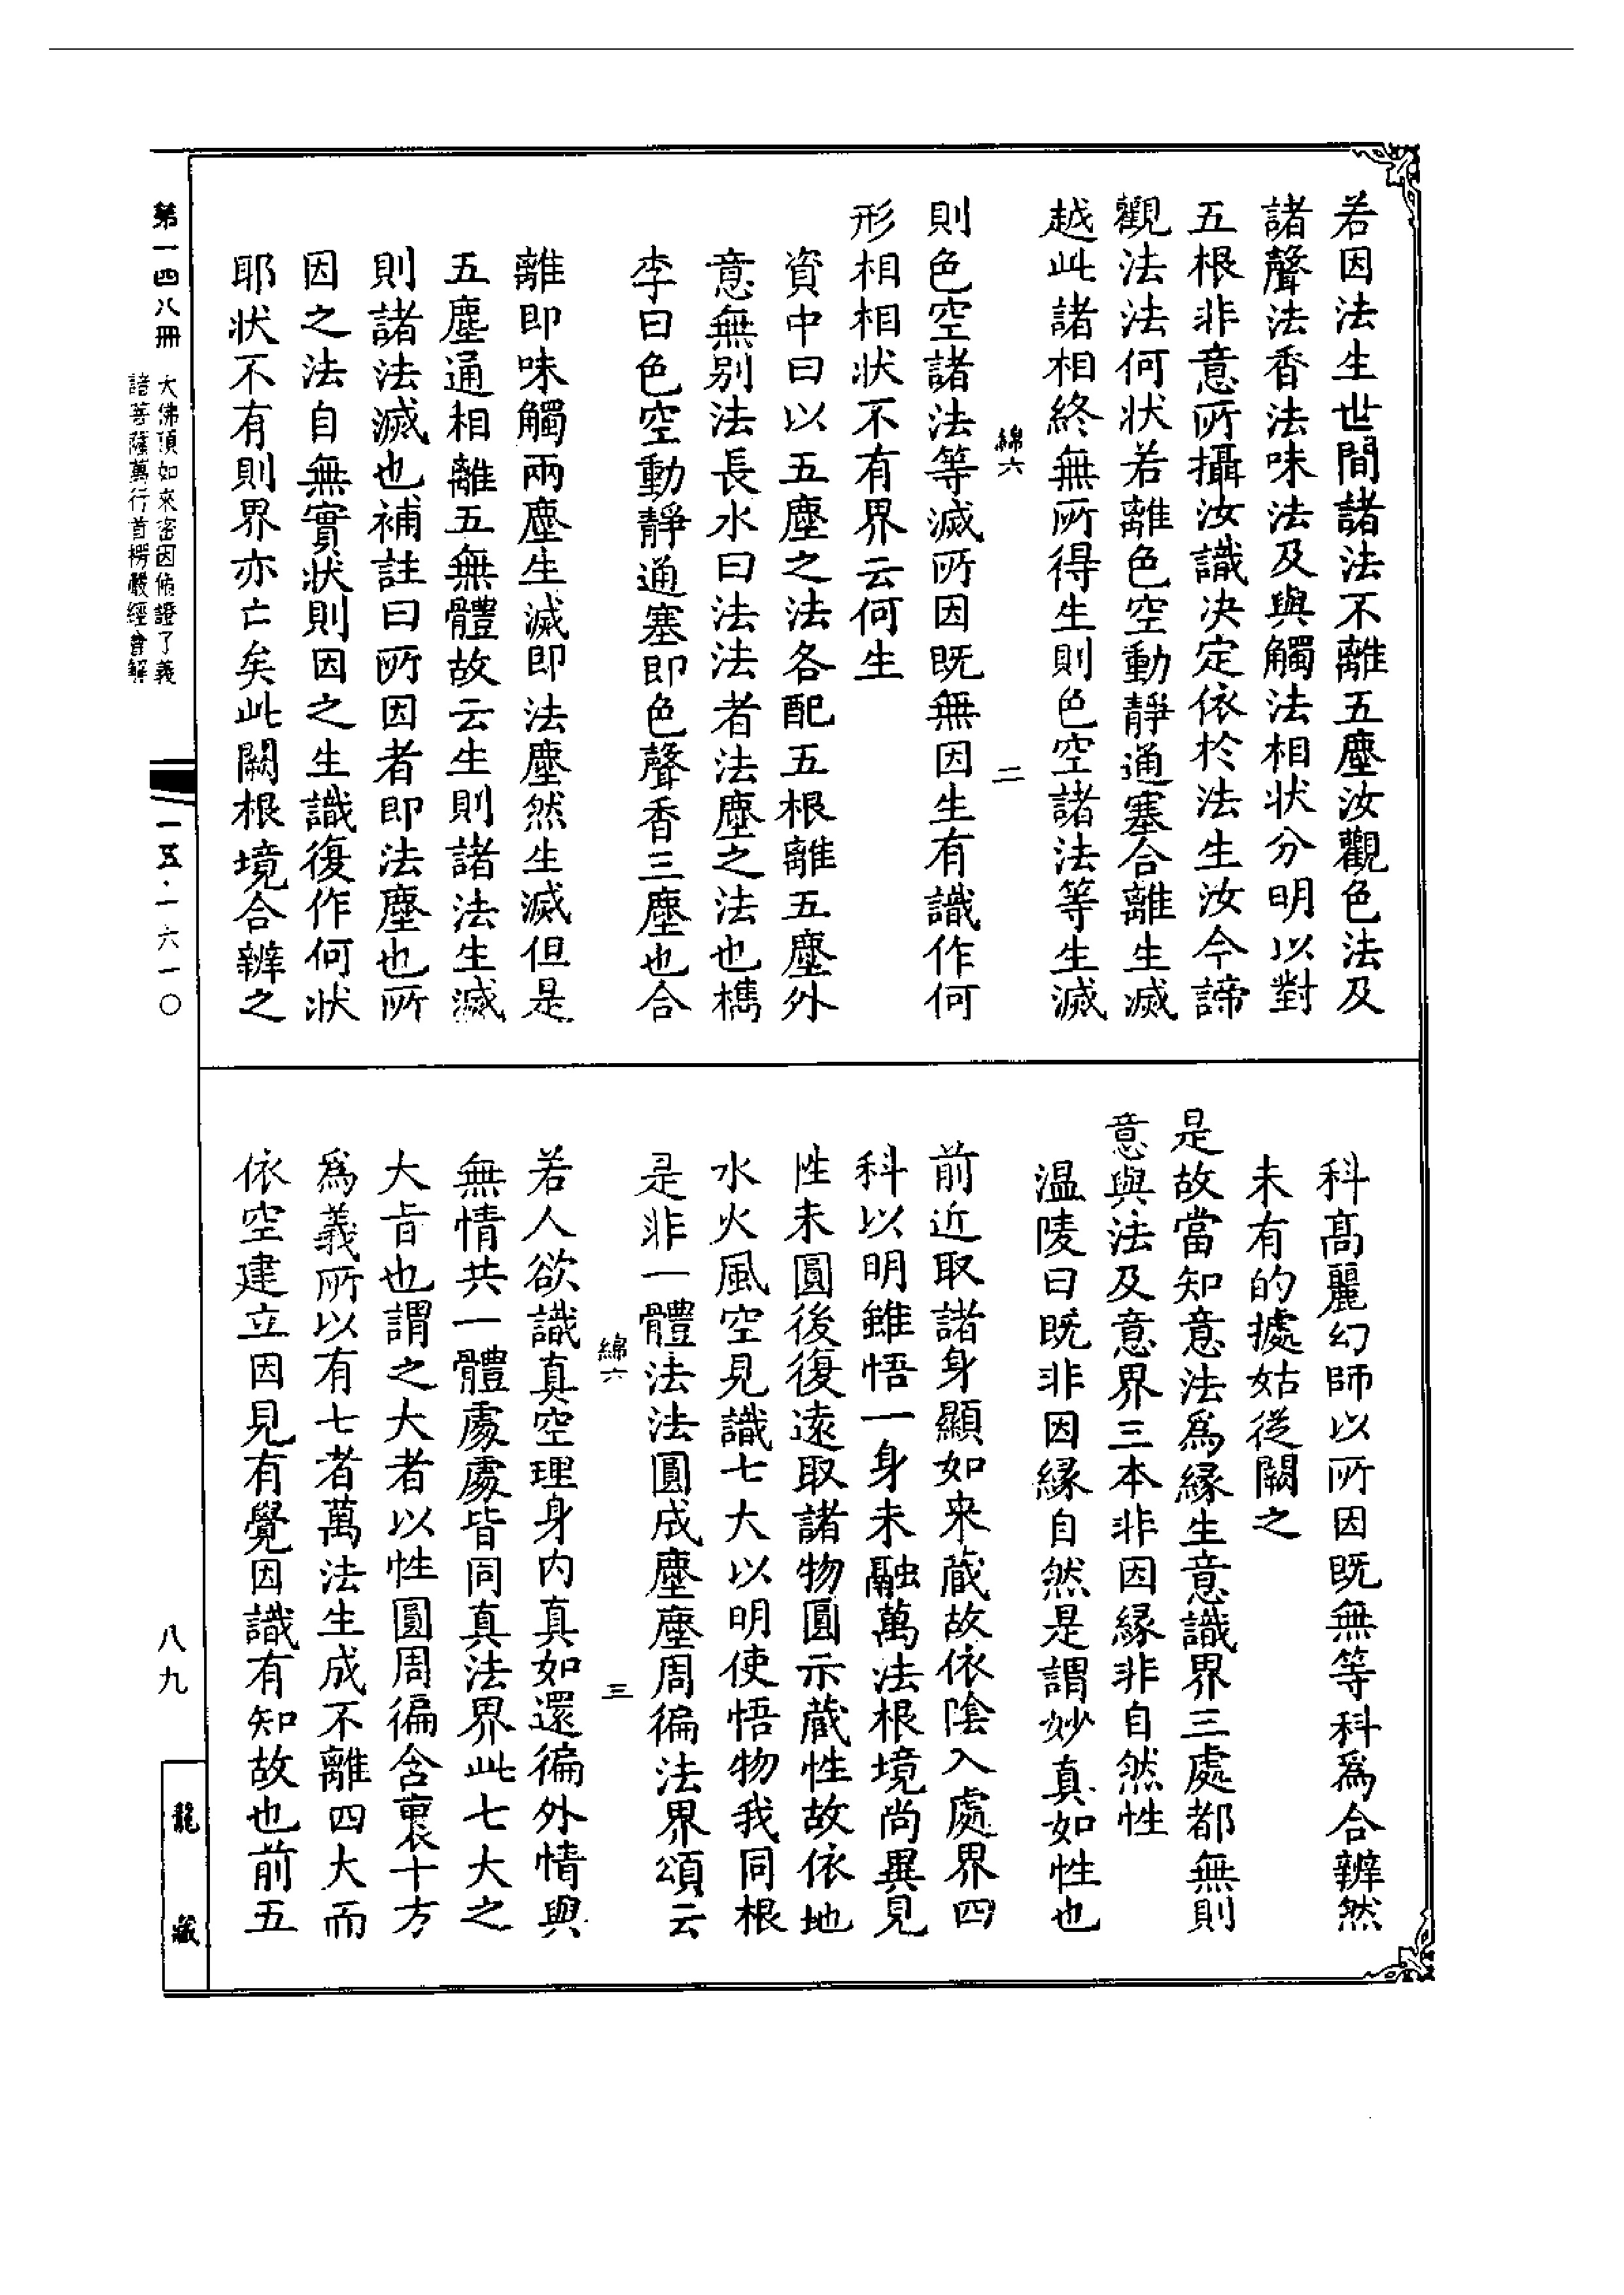 若因法生世間諸法不離五塵汝觀色法及
諸聲法香法味法及與觸法相状分明以對
五根非意所攝汝識决定依於法生汝今諦
觀法法何状若離色空動靜通塞合離生滅
越此諸相終無所得生則色空諸法等生滅
綿六 二
則色空諸法等滅所因既無因生有識作何
形相相状不有界云何生
資中曰以五塵之法各配五根離五塵外
意無别法長水曰法法者法塵之法也檇
李曰色空動靜通塞即色聲香三塵也合
離即味觸兩塵生滅即法塵然生滅但是
五塵通相離五無體故云生則諸法生滅
則諸法滅也補註曰所因者即法塵也所
因之法自無實状則因之生識復作何状
耶状不有則界亦亡矣此闕根境合辨之
科髙麗幻師以所因既無等科爲合辨然
未有的據姑從闕之
是故當知意法爲縁生意識界三處都無則
意與法及意界三本非因縁非自然性
温陵曰既非因縁自然是謂妙真如性也
前近取諸身顯如来藏故依陰入處界四
科以明雖悟一身未融萬法根境尚異見
性未圓後復逺取諸物圓示藏性故依地
水火風空見識七大以明使悟物我同根
是非一體法法圓成塵塵周徧法界頌云
綿六 三
若人欲識真空理身内真如還徧外情與
無情共一體處處皆同真法界此七大之
大旨也謂之大者以性圓周徧含裹十方
爲義所以有七者萬法生成不離四大而
依空建立因見有覺因識有知故也前五
第一四八冊
大佛頂如來密因修證了義
諸菩薩萬行首楞嚴經會解
一五·一六一〇
八九
龍藏